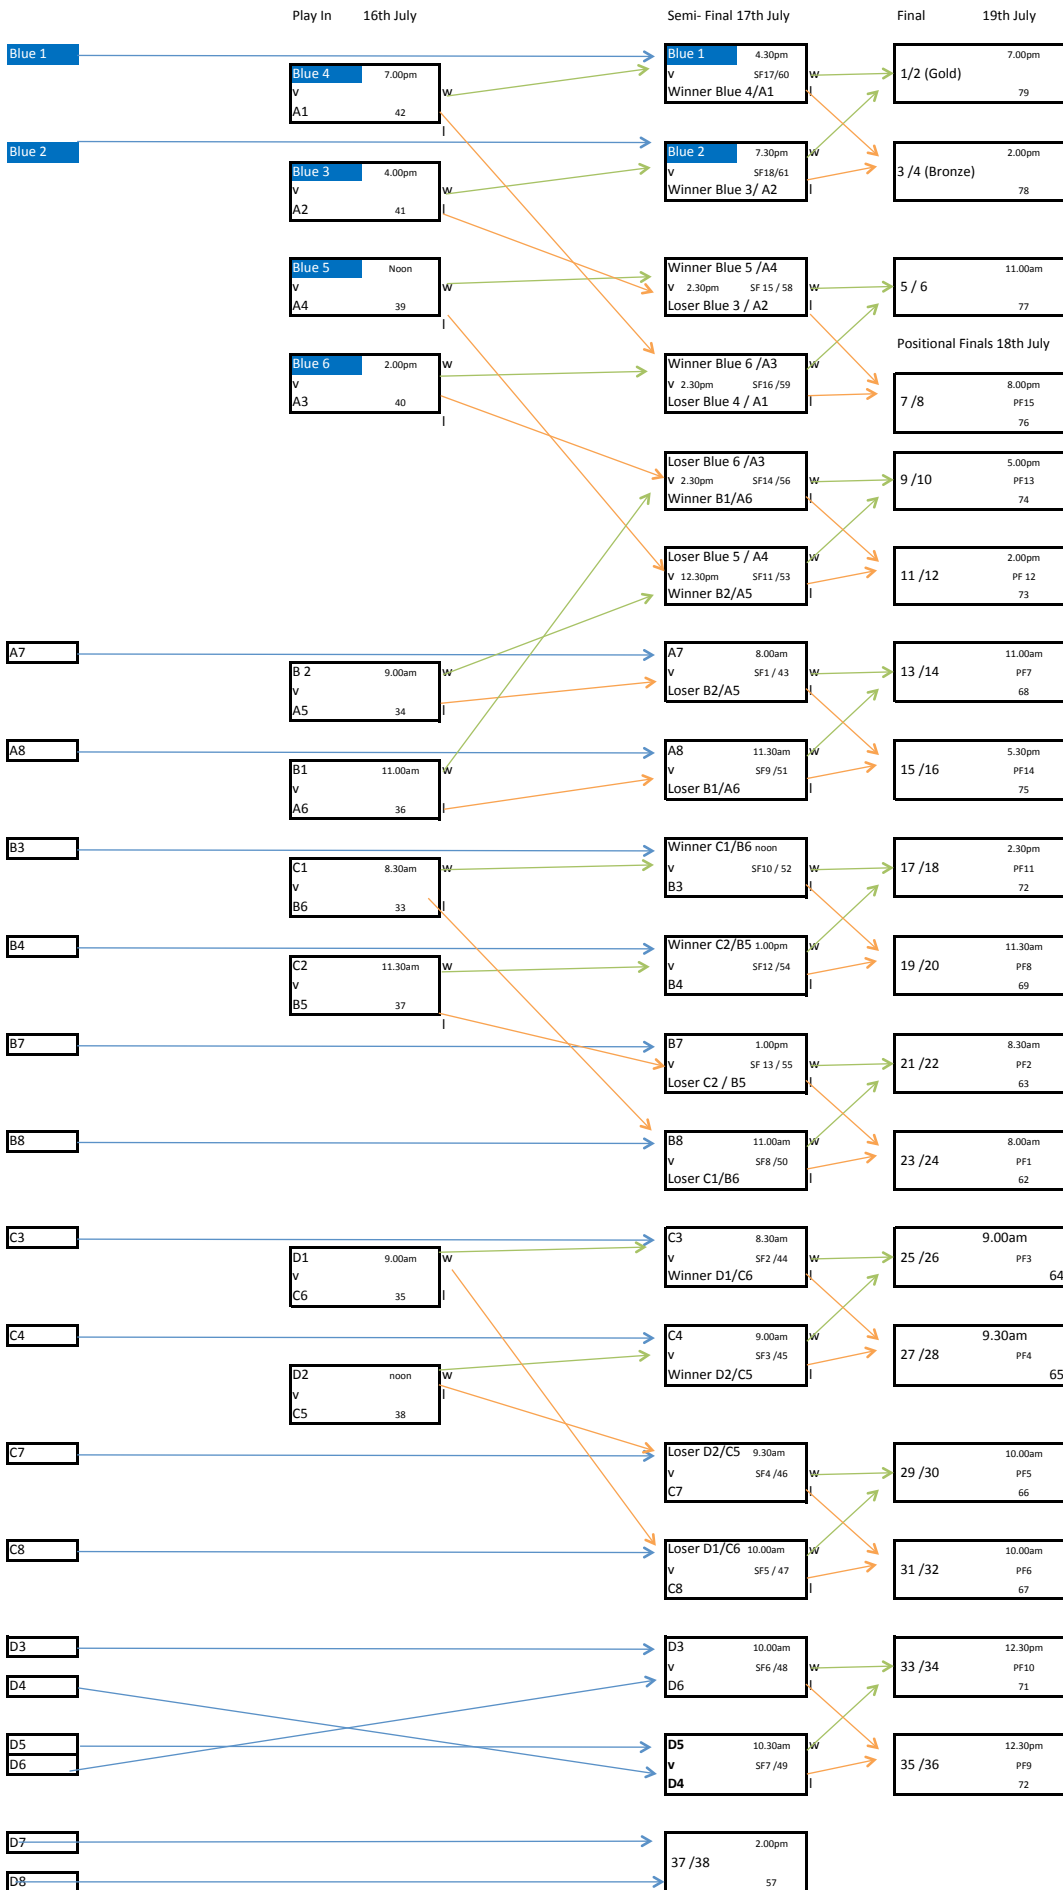 Play In 16th July Semi- Final 17th July Final 19th July
Blue 1
Blue 4 7.00pm w
v
A1 42
l
Blue 1 4.30pm
v SF17/60 w
Winner Blue 4/A1 l
7.00pm
1/2 (Gold)
79
Blue 2
Blue 3 4.00pm
v w
A2 41 l
Blue 2 7.30pm w
v SF18/61
Winner Blue 3/ A2 l
2.00pm
3 /4 (Bronze)
78
Blue 5 Noon
v w
A4 39
l
Winner Blue 5 /A4
V 2.30pm SF 15 / 58 w
Loser Blue 3 / A2 l
11.00am
5 / 6
77
Positional Finals 18th July
Blue 6 2.00pm w
v
A3 40
l
Winner Blue 6 /A3 w
V 2.30pm SF16 /59
Loser Blue 4 / A1 l
8.00pm
7 /8 PF15
76
Loser Blue 6 /A3
V 2.30pm SF14 /56 w
Winner B1/A6 l
5.00pm
9 /10 PF13
74
Loser Blue 5 / A4 w
V 12.30pm SF11 /53
Winner B2/A5 l
2.00pm
11 /12 PF 12
73
A7
B 2 9.00am w
v
A5 34 l
A7 8.00am
v SF1 / 43 w
Loser B2/A5 l
11.00am
13 /14 PF7
68
A8
B1 11.00am w
v
A6 36 l
A8 11.30am w
v SF9 /51
Loser B1/A6 l
5.30pm
15 /16 PF14
75
B3
C1 8.30am w
v
B6 33 l
Winner C1/B6 noon
v SF10 / 52 w
B3 l
2.30pm
17 /18 PF11
72
B4
C2 11.30am w
v
B5 37
l
Winner C2/B5 1.00pm w
v SF12 /54
B4 l
11.30am
19 /20 PF8
69
B7
B7 1.00pm
v SF 13 / 55 w
Loser C2 / B5 l
8.30am
21 /22 PF2
63
B8
B8 11.00am w
v SF8 /50
Loser C1/B6 l
8.00am
23 /24 PF1
62
C3
D1 9.00am w
v
C6 35 l
C3 8.30am
v SF2 /44 w
Winner D1/C6 l
9.00am
25 /26 PF3
64
C4
D2 noon w
v l
C5 38
C4 9.00am w
v SF3 /45
Winner D2/C5 l
9.30am
27 /28 PF4
65
C7
Loser D2/C5 9.30am
v SF4 /46 w
C7 l
10.00am
29 /30 PF5
66
C8
Loser D1/C6 10.00am w
v SF5 / 47
C8 l
10.00am
31 /32 PF6
67
D3
D4
D3 10.00am
v SF6 /48 w
D6 l
12.30pm
33 /34 PF10
71
D5
D6
D5 10.30am w
v SF7 /49
D4 l
12.30pm
35 /36 PF9
72
D7
D8
2.00pm
37 /38
57